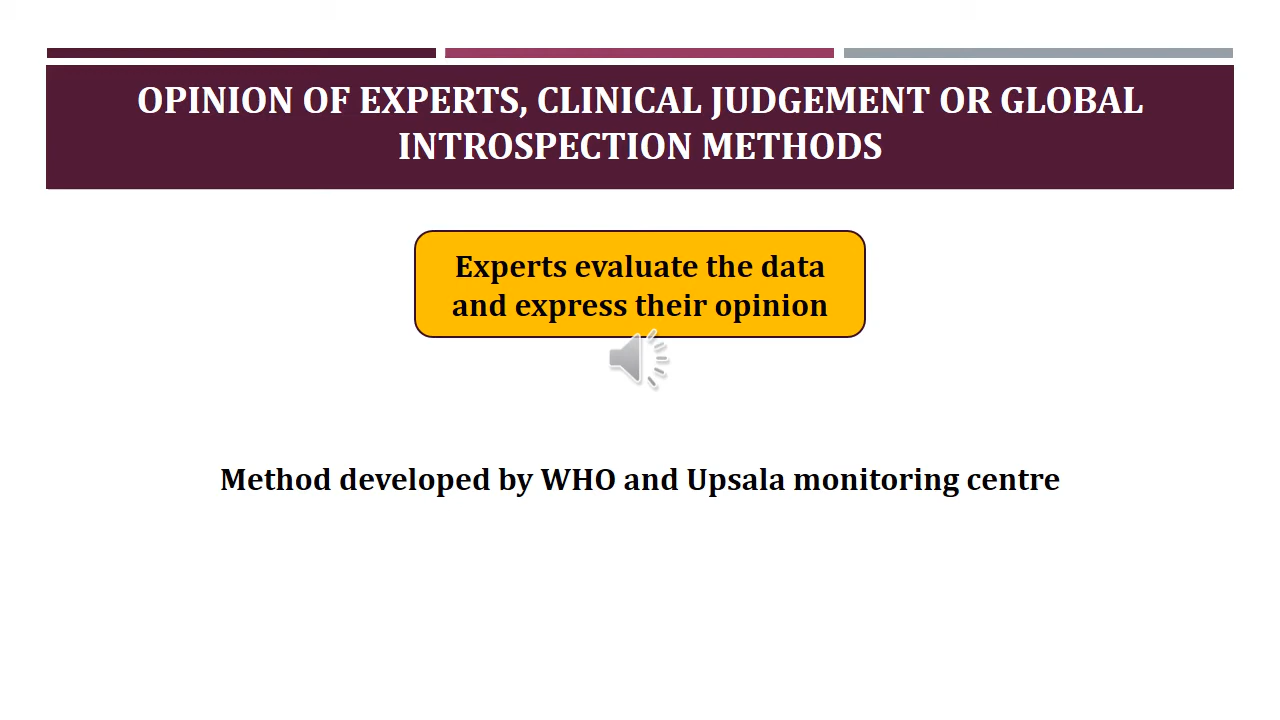 OPINION OF EXPERTS, CLINICAL JUDGEMENT OR GLOBAL
INTROSPECTION METHODS
Experts evaluate the data
and express their opinion
Method developed by WHO and Upsala monitoring centre